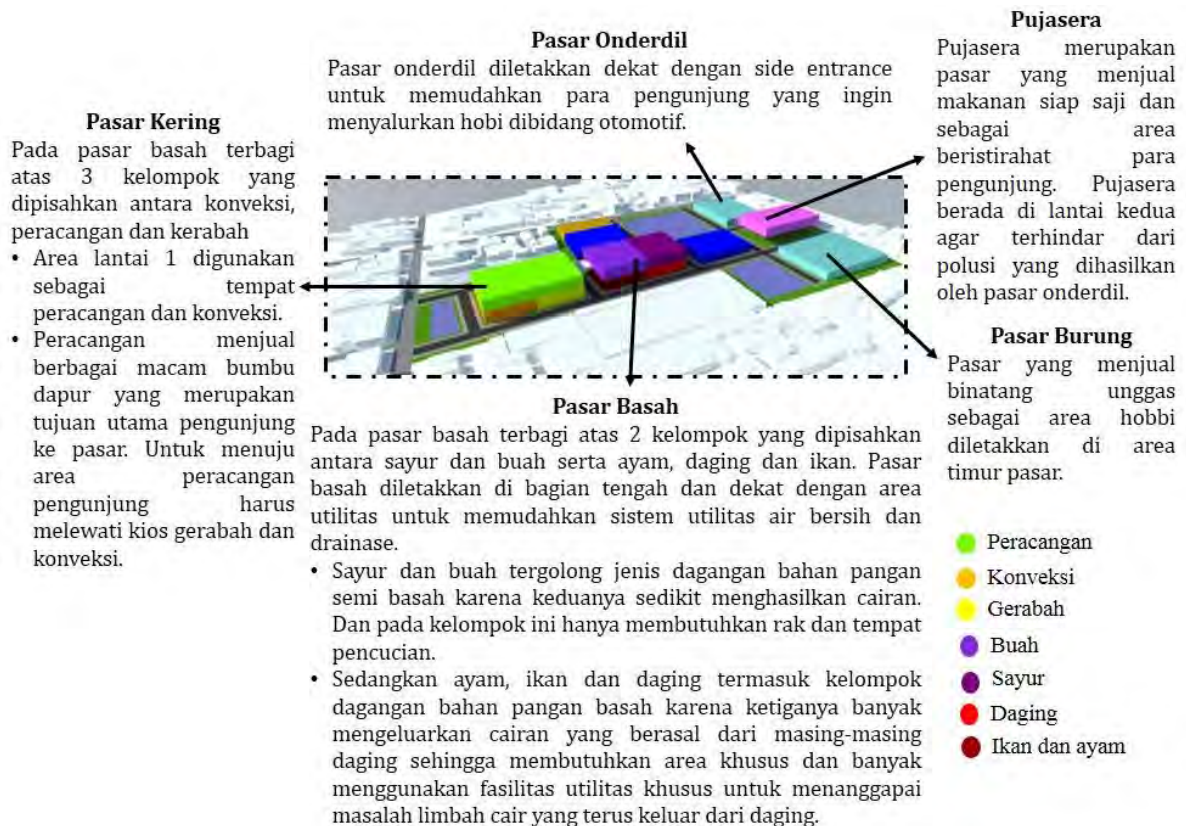 Pasar Kering
Pada pasar basah terbagi
atas 3 kelompok yang
dipisahkan antara konveksi,
peracangan dan kerabah
• Area lantai 1 digunakan
sebagai tempat
peracangan dan konveksi.
• Peracangan menjual
berbagai macam bumbu
dapur yang merupakan
tujuan utama pengunjung
ke pasar. Untuk menuju
area peracangan
pengunjung harus
melewati kios gerabah dan
konveksi.
Pasar Onderdil
Pasar onderdil diletakkan dekat dengan side entrance
untuk memudahkan para pengunjung yang ingin
menyalurkan hobi dibidang otomotif.
Pujasera
Pujasera merupakan
pasar yang menjual
makanan siap saji dan
sebagai area
beristirahat para
pengunjung. Pujasera
berada di lantai kedua
agar terhindar dari
polusi yang dihasilkan
oleh pasar onderdil.
Pasar Burung
Pasar yang menjual
binatang unggas
sebagai area hobbi
diletakkan di area
timur pasar.
Pasar Basah
Pada pasar basah terbagi atas 2 kelompok yang dipisahkan
antara sayur dan buah serta ayam, daging dan ikan. Pasar
basah diletakkan di bagian tengah dan dekat dengan area
utilitas untuk memudahkan sistem utilitas air bersih dan
drainase.
• Sayur dan buah tergolong jenis dagangan bahan pangan
semi basah karena keduanya sedikit menghasilkan cairan.
Dan pada kelompok ini hanya membutuhkan rak dan tempat
pencucian.
• Sedangkan ayam, ikan dan daging termasuk kelompok
dagangan bahan pangan basah karena ketiganya banyak
mengeluarkan cairan yang berasal dari masing-masing
daging sehingga membutuhkan area khusus dan banyak
menggunakan fasilitas utilitas khusus untuk menanggapai
masalah limbah cair yang terus keluar dari daging.
Peracangan
Konveksi
Gerabah
Buah
Sayur
Daging
Ikan dan ayam